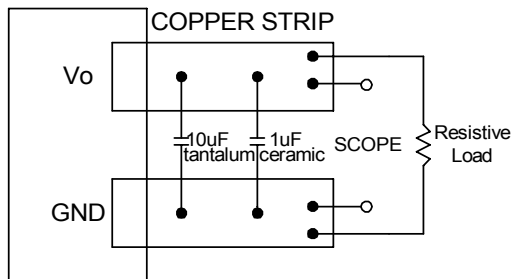 COPPER STRIP
Vo
10uF 1uF
tantalum ceramic
SCOPE
Resistive
Load
GND